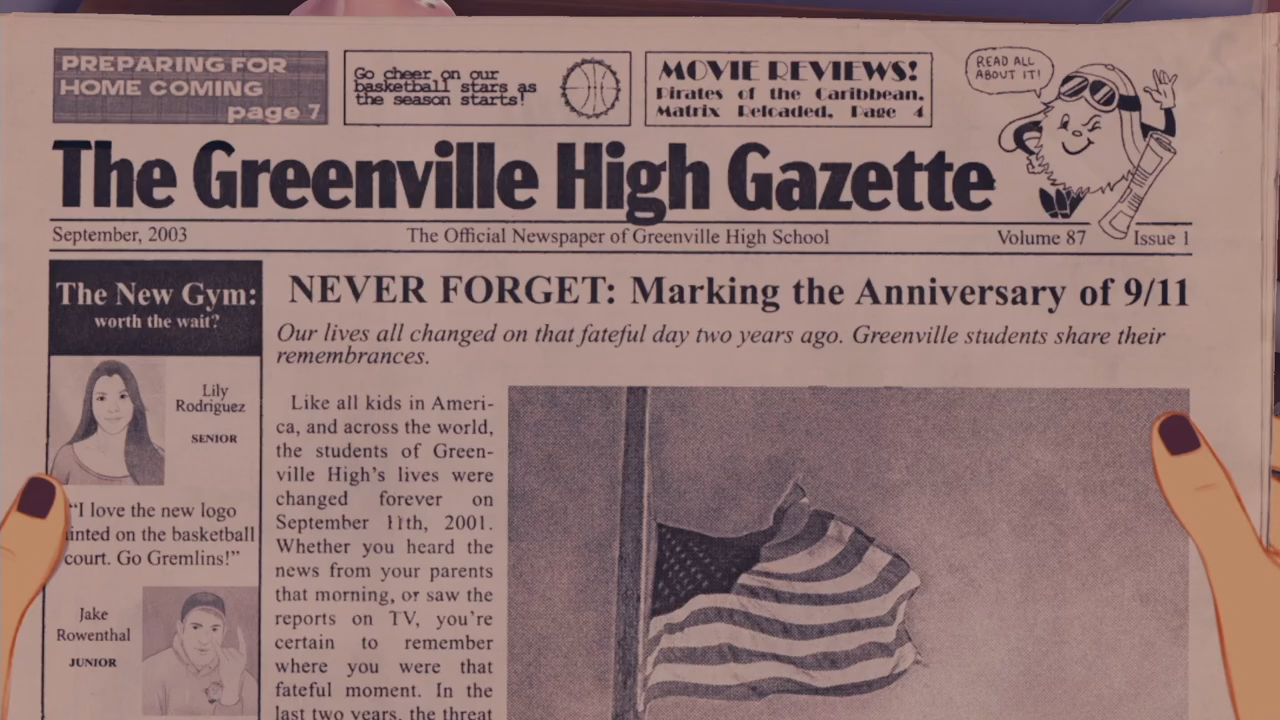 PREPARING FOR
HOME COMING
page 7
Go cheer on our
basketball stars as
the season starts!
MOVIE REVIEWS!
Pirates of the Caribbean,
Matrix Reloaded, Page 4
READ ALL
ABOUT IT!
The Greenville High Gazette
September, 2003
The Official Newspaper of Greenville High School
Volume 87
Issue 1
The New Gym:
worth the wait?
Lily
Rodriguez
SENIOR
“I love the new logo
inted on the basketball
court. Go Gremlins!”
Jake
Rowenthal
JUNIOR
NEVER FORGET: Marking the Anniversary of 9/11
Our lives all changed on that fateful day two years ago. Greenville students share their
remembrances.
Like all kids in Ameri-
ca, and across the world,
the students of Green-
ville High’s lives were
changed forever on
September 11th, 2001.
Whether you heard the
news from your parents
that morning, or saw the
reports on TV, you’re
certain to remember
where you were that
fateful moment. In the
last two years, the threat